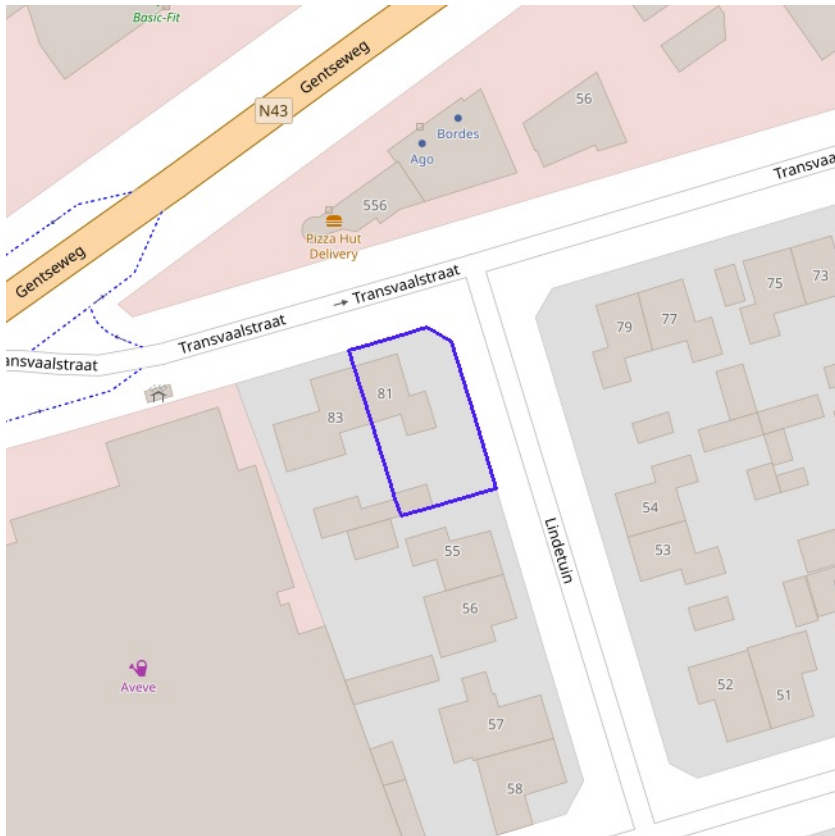 Basic-Fit
Gentseweg
N43
56
Bordes
Ago
Transvaa
556
Pizza Hut
Delivery
Gentseweg
Transvaalstraat
75
73
79
77
Transvaalstraat
ansvaalstraat
81
83
54
Lindetuin
55
53
56
Aveve
52
51
57
58